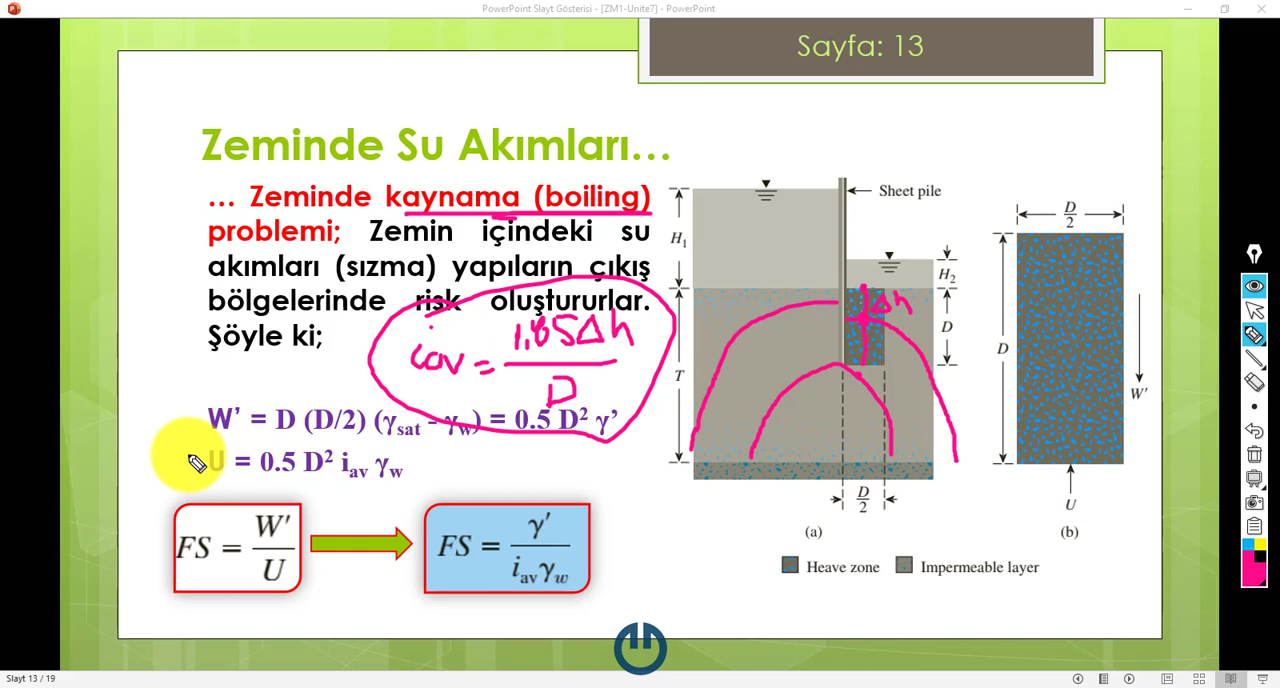 PowerPoint Slayt Gösterisi - [ZM1-Unite7] - PowerPoint
Sayfa: 13
Zeminde Su Akımları…
… Zeminde kaynama (boiling)
problemi; Zemin içindeki su
akımları (sızma) yapıların çıkış
bölgelerinde risk oluştururlar.
Şöyle ki;
iav = 1,85Δh / D
W’ = D (D/2) (γsat - γw) = 0.5 D² γ’
U = 0.5 D² iav γw
FS = W′ / U
FS = γ′ / iav γw
Sheet pile
H1
H2
Δh
D
T
D/2
(a)
D/2
D
W′
U
(b)
Heave zone
Impermeable layer
Slayt 13 / 19